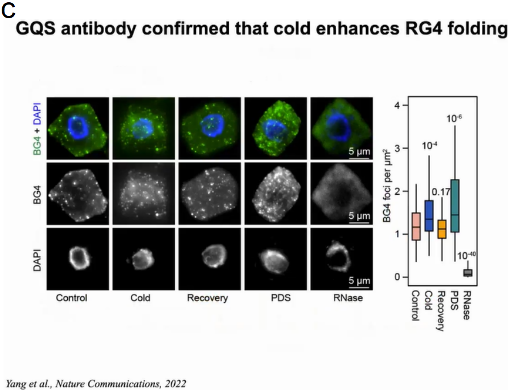 C
GQS antibody confirmed that cold enhances RG4 folding
BG4 + DAPI
5 µm
BG4
DAPI
5 µm
Control Cold Recovery PDS RNase
BG4 foci per µm²
4
3
2
1
0
10-4
0.17
10-6
10-40
Control
Cold
Recovery
PDS
RNase
Yang et al., Nature Communications, 2022